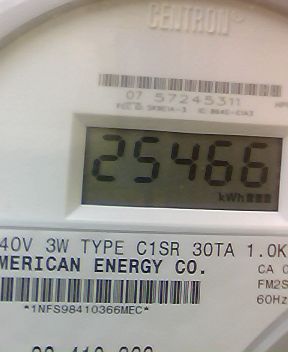 CENTRON®
07 57245311
25466
kWh
40V 3W TYPE C1SR 30TA 1.0K
MERICAN ENERGY CO.
CA 0
FM2S
60Hz
*1NFS98410366MEC*